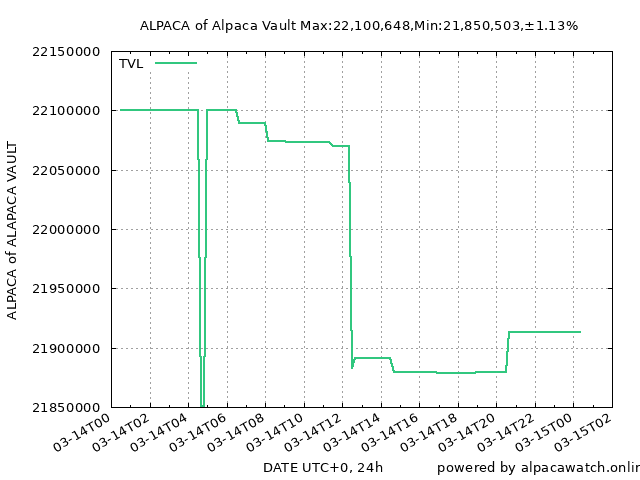 ALPACA of Alpaca Vault Max:22,100,648,Min:21,850,503,±1.13%
TVL
ALPACA of ALAPACA VAULT
22150000
22100000
22050000
22000000
21950000
21900000
21850000
03-14T00
03-14T02
03-14T04
03-14T06
03-14T08
03-14T10
03-14T12
03-14T14
03-14T16
03-14T18
03-14T20
03-14T22
03-15T00
03-15T02
DATE UTC+0, 24h
powered by alpacawatch.onlin